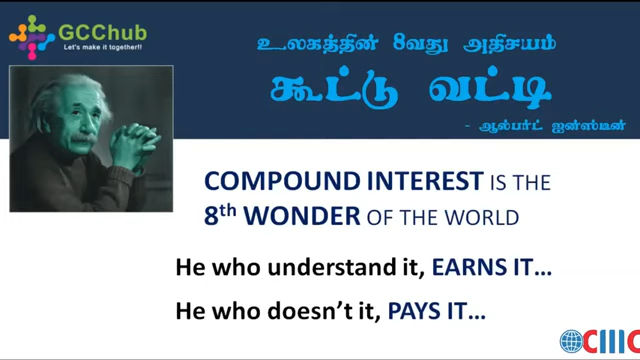 GCChub
Let's make it together!!
உலகத்தின் 8வது அதிசயம்
கூட்டு வட்டி
- ஆல்பர்ட் ஐன்ஸ்டீன்
COMPOUND INTEREST IS THE
8th WONDER OF THE WORLD
He who understand it, EARNS IT...
He who doesn't it, PAYS IT...
CIIIC